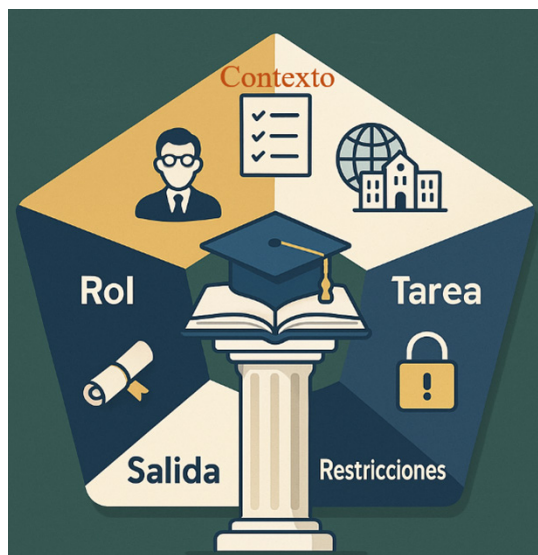 Contexto
Rol
Tarea
Salida
Restricciones